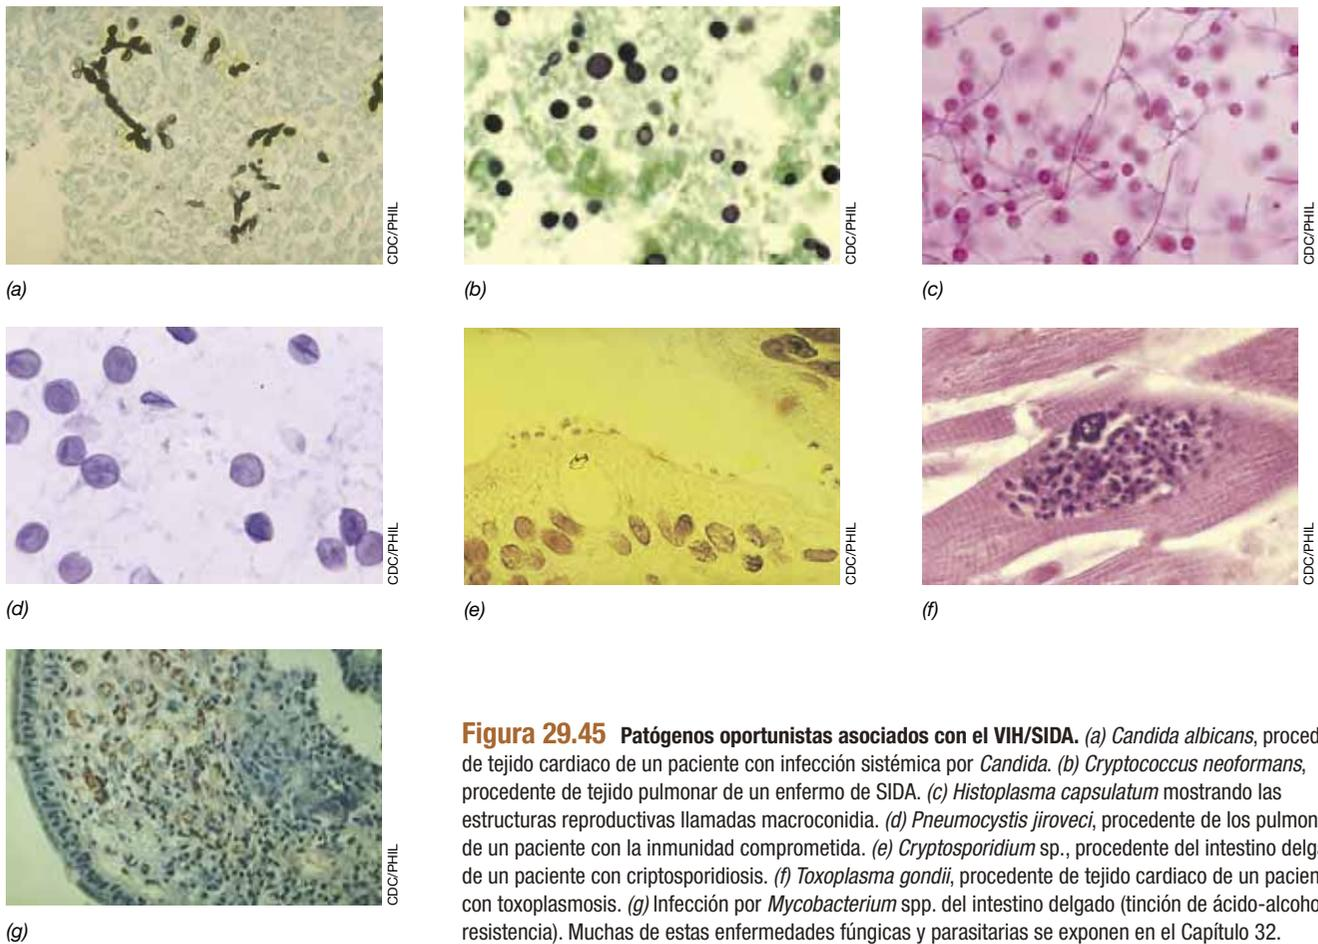 CDC/PHIL
CDC/PHIL
CDC/PHIL
(a)
(b)
(c)
CDC/PHIL
CDC/PHIL
CDC/PHIL
(d)
(e)
(f)
CDC/PHIL
(g)
Figura 29.45 Patógenos oportunistas asociados con el VIH/SIDA. (a) Candida albicans, proced
de tejido cardiaco de un paciente con infección sistémica por Candida. (b) Cryptococcus neoformans,
procedente de tejido pulmonar de un enfermo de SIDA. (c) Histoplasma capsulatum mostrando las
estructuras reproductivas llamadas macroconidia. (d) Pneumocystis jiroveci, procedente de los pulmon
de un paciente con la inmunidad comprometida. (e) Cryptosporidium sp., procedente del intestino delga
de un paciente con criptosporidiosis. (f) Toxoplasma gondii, procedente de tejido cardiaco de un pacien
con toxoplasmosis. (g) Infección por Mycobacterium spp. del intestino delgado (tinción de ácido-alcoho
resistencia). Muchas de estas enfermedades fúngicas y parasitarias se exponen en el Capítulo 32.